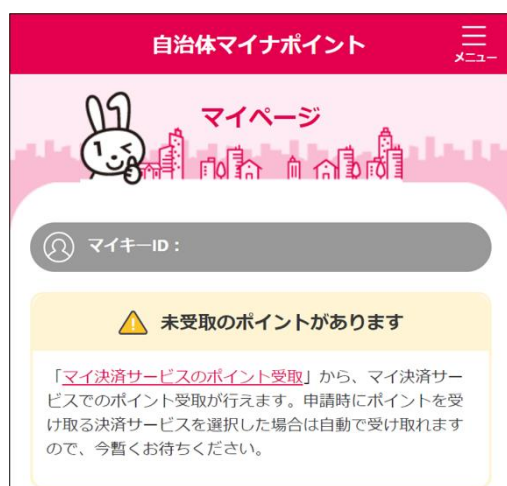 自治体マイナポイント
メニュー
マイページ
マイキーID：
未受取のポイントがあります
「マイ決済サービスのポイント受取」から、マイ決済サー
ビスでのポイント受取が行えます。申請時にポイントを受
け取る決済サービスを選択した場合は自動で受け取れます
ので、今暫くお待ちください。